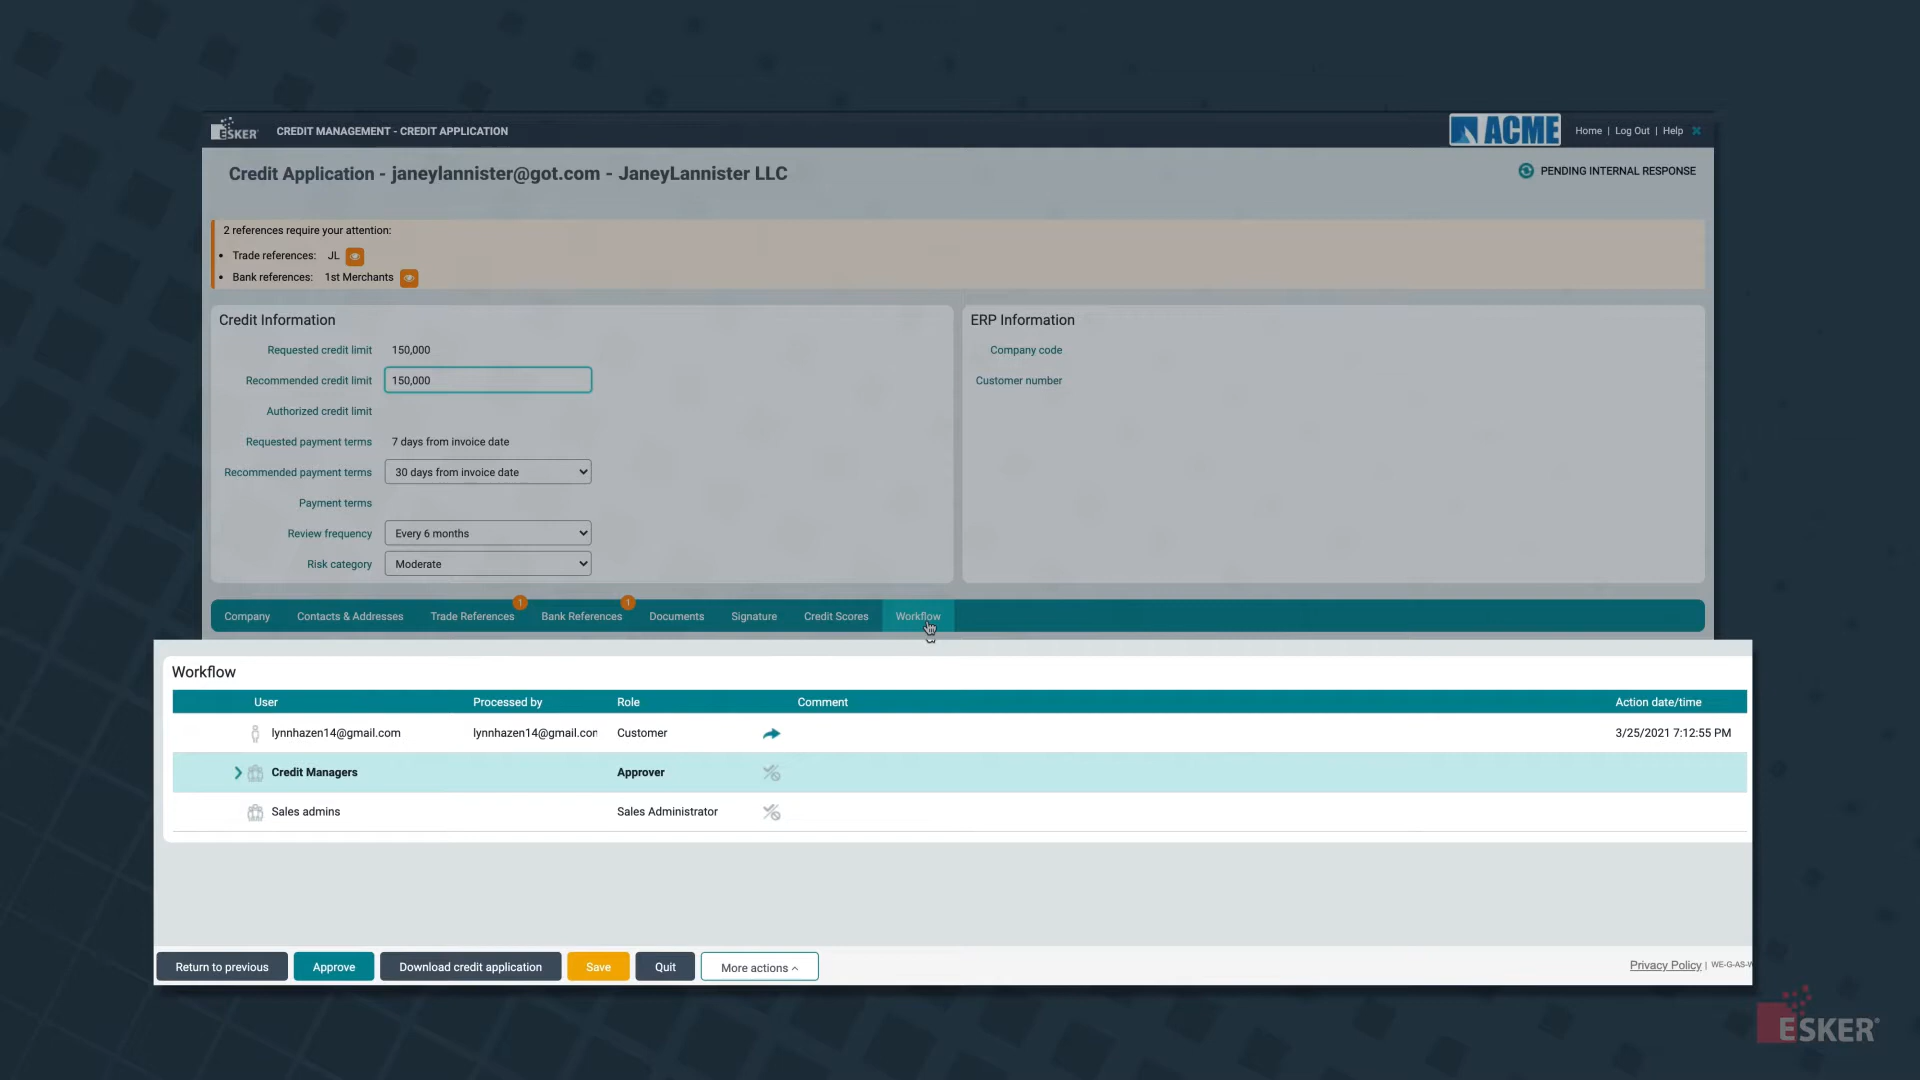 ESKER CREDIT MANAGEMENT - CREDIT APPLICATION ACME Home | Log Out | Help
Credit Application - janeylannister@got.com - JaneyLannister LLC PENDING INTERNAL RESPONSE
2 references require your attention:
• Trade references: JL
• Bank references: 1st Merchants
Credit Information
Requested credit limit 150,000
Recommended credit limit 150,000
Authorized credit limit
Requested payment terms 7 days from invoice date
Recommended payment terms 30 days from invoice date
Payment terms
Review frequency Every 6 months
Risk category Moderate
ERP Information
Company code
Customer number
Company Contacts & Addresses Trade References 1 Bank References 1 Documents Signature Credit Scores Workflow
Workflow
User Processed by Role Comment Action date/time
lynnhazen14@gmail.com lynnhazen14@gmail.con Customer 3/25/2021 7:12:55 PM
Credit Managers Approver
Sales admins Sales Administrator
Return to previous Approve Download credit application Save Quit More actions Privacy Policy | WE-G-AS-W
ESKER